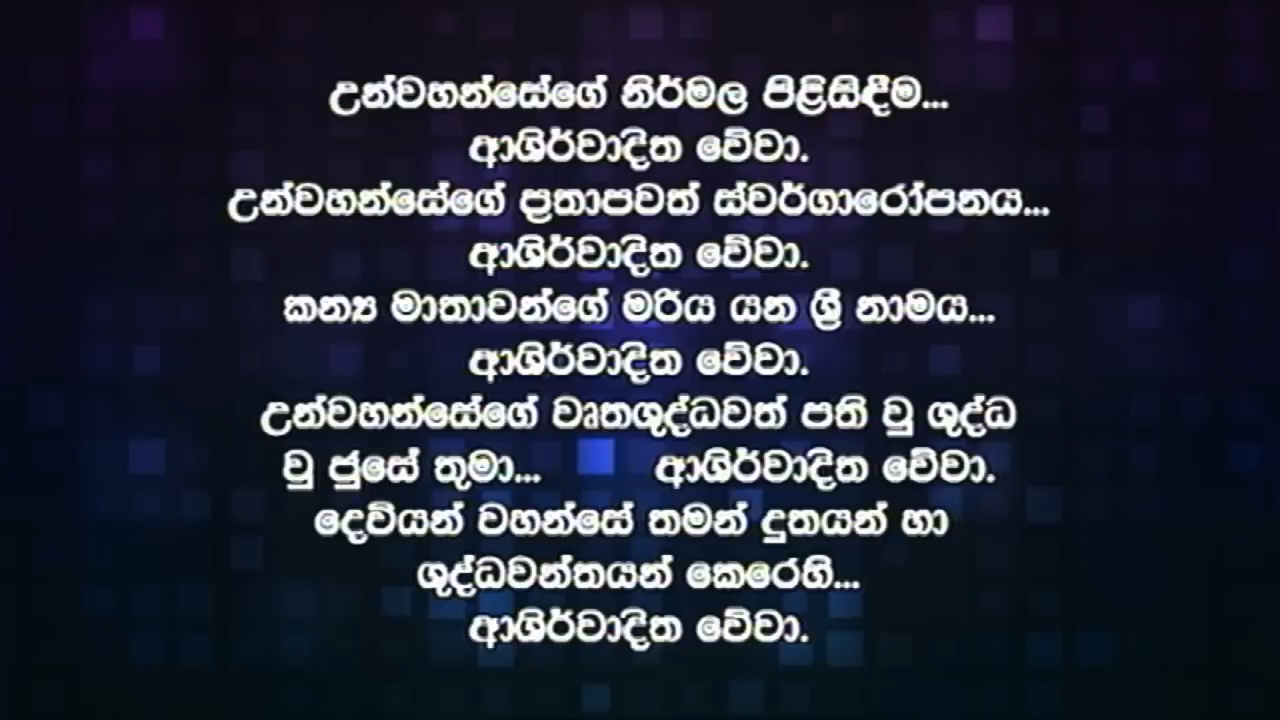 උන්වහන්සේගේ නිර්මල පිළිසිඳීම...
ආශිර්වාදිත වේවා.
උන්වහන්සේගේ ප්‍රතාපවත් ස්වර්ගාරෝපනය...
ආශිර්වාදිත වේවා.
කන්‍ය මාතාවන්ගේ මරිය යන ශ්‍රී නාමය...
ආශිර්වාදිත වේවා.
උන්වහන්සේගේ වෘතශුද්ධවත් පති වු ශුද්ධ
වු ජුසේ තුමා... ආශිර්වාදිත වේවා.
දෙවියන් වහන්සේ තමන් දුතයන් හා
ශුද්ධවන්තයන් කෙරෙහි...
ආශිර්වාදිත වේවා.